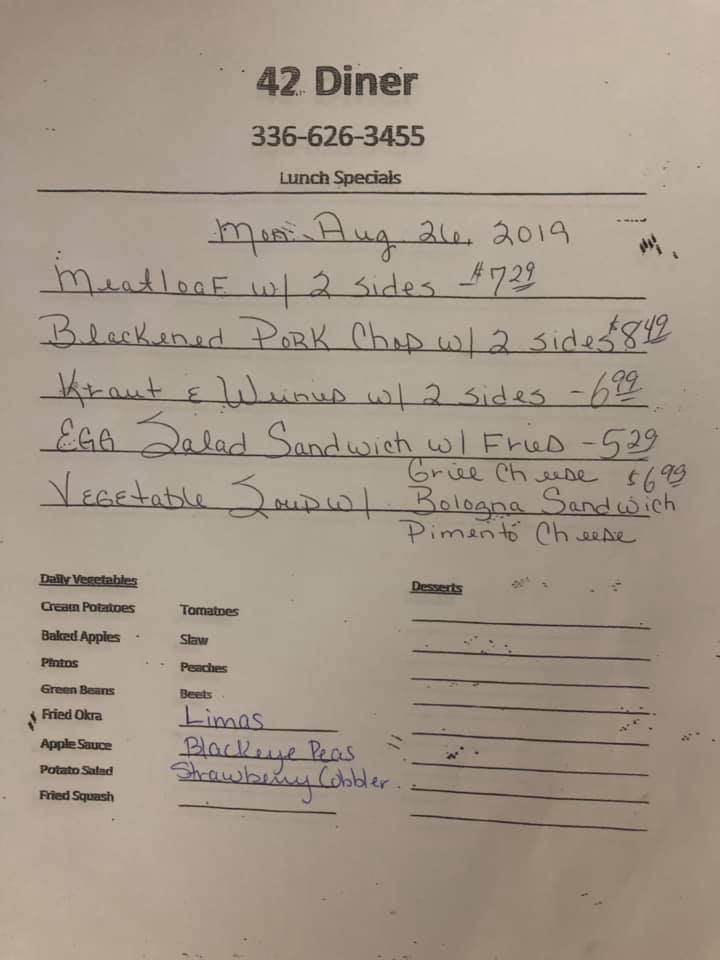 42 Diner
336-626-3455
Lunch Specials
Mon. Aug 26, 2019
Meatloaf w/ 2 sides - $7.29
Blackened Pork Chop w/ 2 sides $8.49
Kraut & Weinus w/ 2 sides - 6.99
Egg Salad Sandwich w/ Fries - 5.29
Grill Cheese $6.99
Vegetable Soup w/ Bologna Sandwich
Pimento Cheese
Daily Vegetables
Desserts
Cream Potatoes Tomatoes
Baked Apples Slaw
Pintos Peaches
Green Beans Beets
Fried Okra Limas
Apple Sauce Blackeye Peas
Potato Salad Strawberry Cobbler
Fried Squash